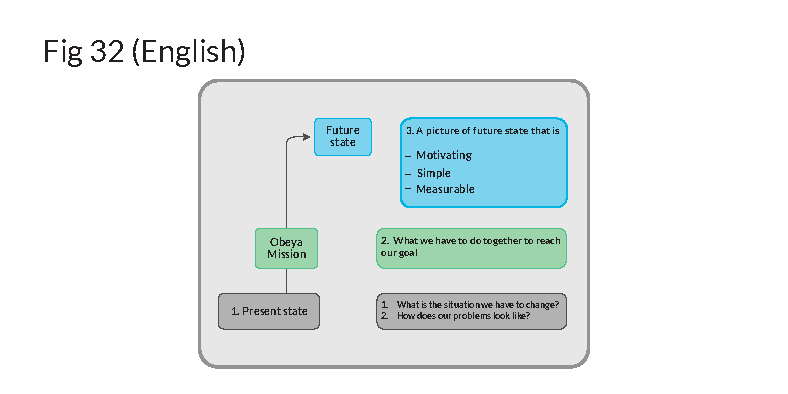 Fig 32 (English)
Future
state
3. A picture of future state that is
– Motivating
– Simple
– Measurable
Obeya
Mission
2. What we have to do together to reach
our goal
1. Present state
1. What is the situation we have to change?
2. How does our problems look like?